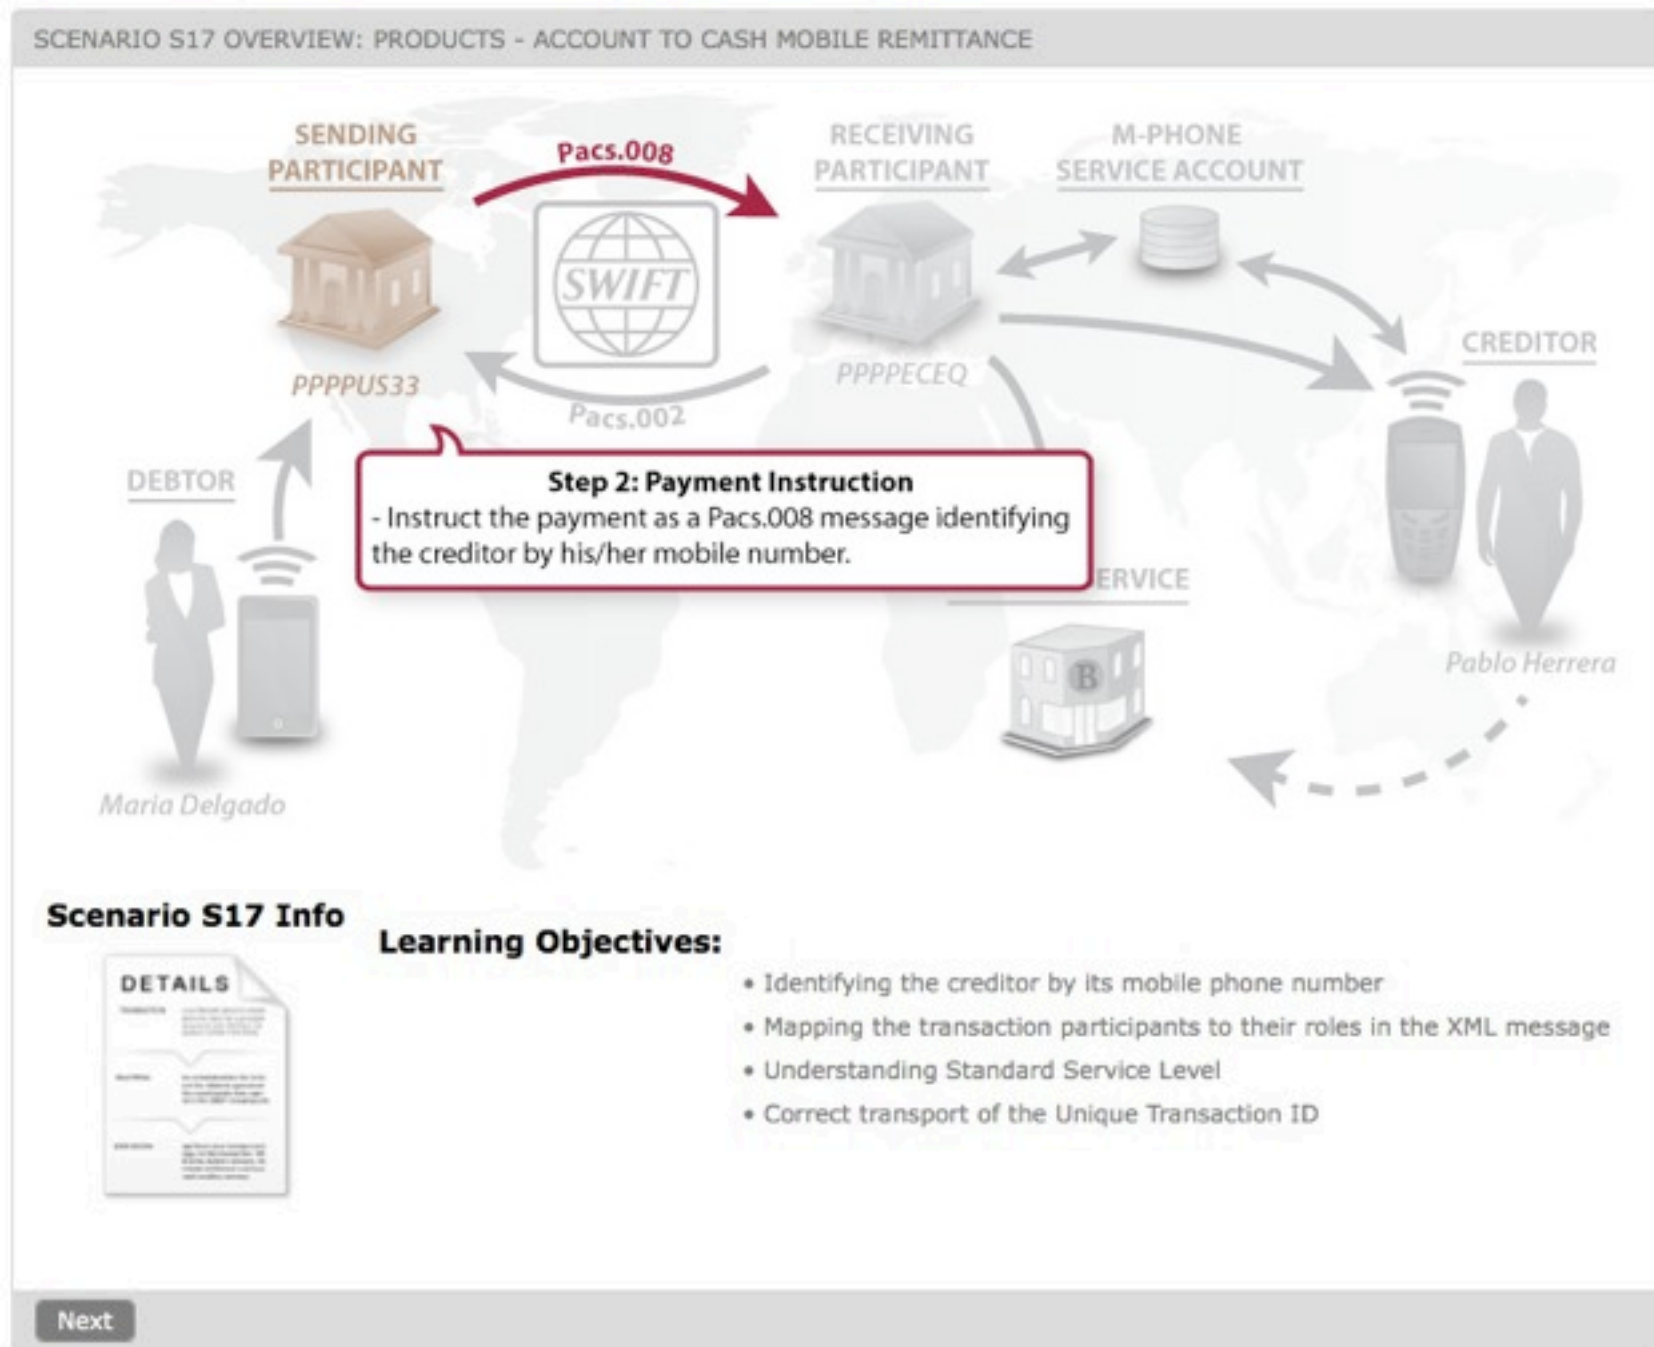 SCENARIO S17 OVERVIEW: PRODUCTS - ACCOUNT TO CASH MOBILE REMITTANCE
SENDING
PARTICIPANT
Pacs.008
RECEIVING
PARTICIPANT
M-PHONE
SERVICE ACCOUNT
SWIFT
CREDITOR
PPPPUS33
PPPPECEQ
Pacs.002
DEBTOR
Step 2: Payment Instruction
- Instruct the payment as a Pacs.008 message identifying
the creditor by his/her mobile number.
ERVICE
B
Pablo Herrera
Maria Delgado
Scenario S17 Info
Learning Objectives:
DETAILS
• Identifying the creditor by its mobile phone number
• Mapping the transaction participants to their roles in the XML message
• Understanding Standard Service Level
• Correct transport of the Unique Transaction ID
Next